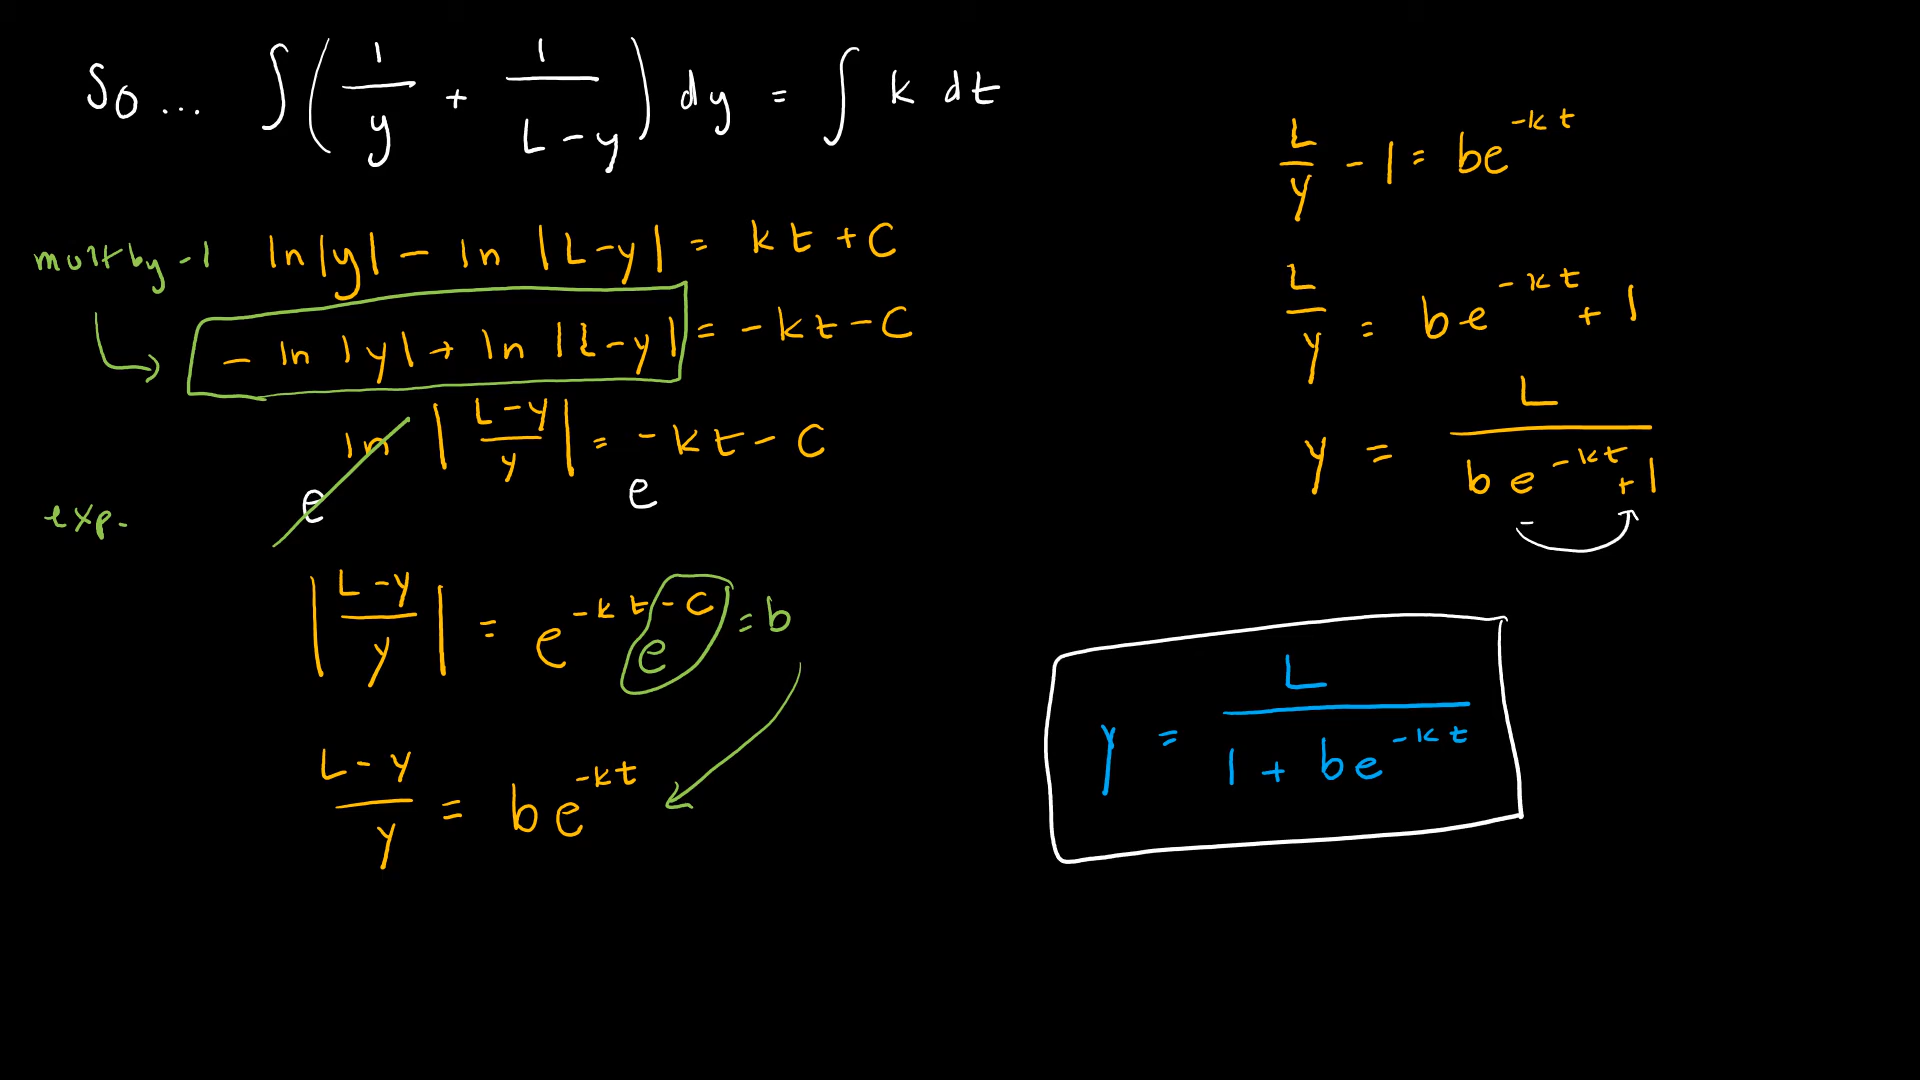 So... ∫(1/y + 1/(L-y)) dy = ∫ k dt
mult by -1 ln|y| - ln|L-y| = kt + C
- ln|y| + ln|L-y| = -kt - C
ln|(L-y)/y| = -kt - C
e e
exp.
|(L-y)/y| = e^(-kt) e^(-C) = b
(L-y)/y = be^(-kt)
L/y - 1 = be^(-kt)
L/y = be^(-kt) + 1
y = L/(be^(-kt) + 1)
y = L/(1 + be^(-kt))